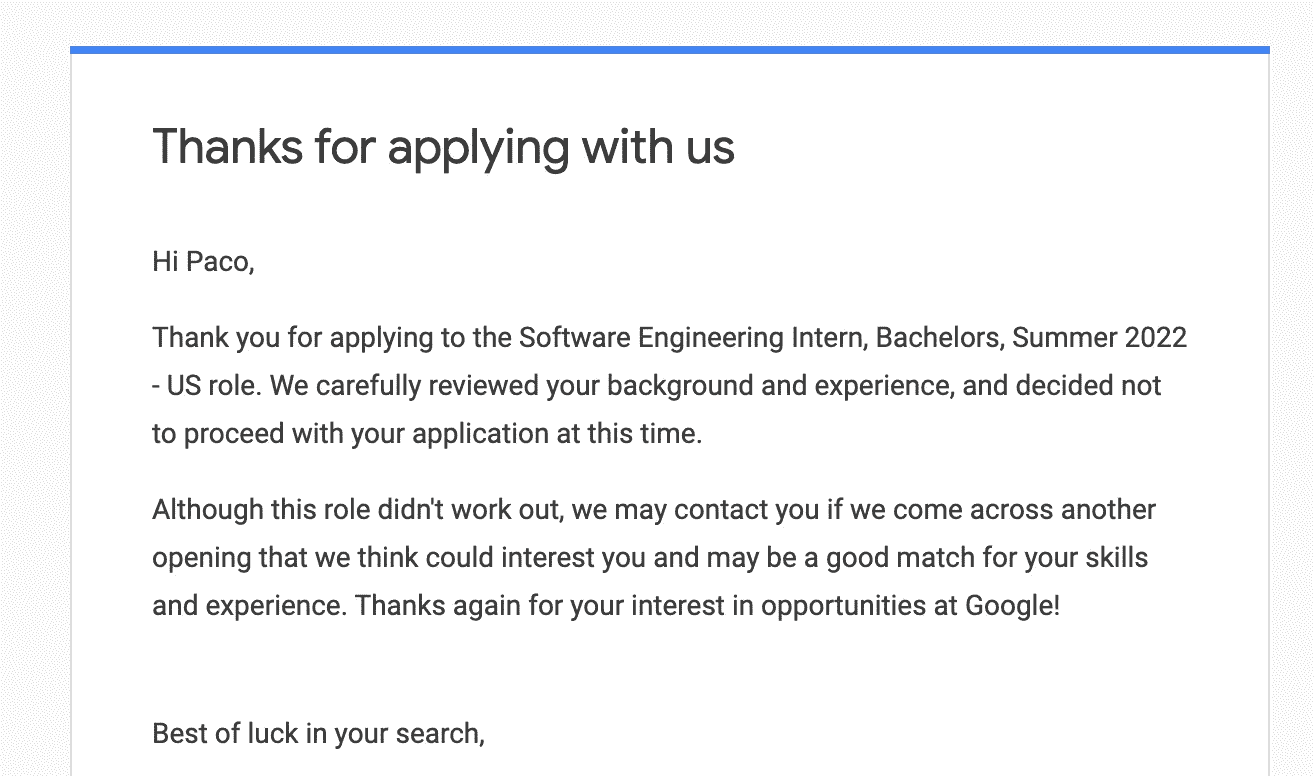 Thanks for applying with us
Hi Paco,
Thank you for applying to the Software Engineering Intern, Bachelors, Summer 2022
- US role. We carefully reviewed your background and experience, and decided not
to proceed with your application at this time.
Although this role didn't work out, we may contact you if we come across another
opening that we think could interest you and may be a good match for your skills
and experience. Thanks again for your interest in opportunities at Google!
Best of luck in your search,